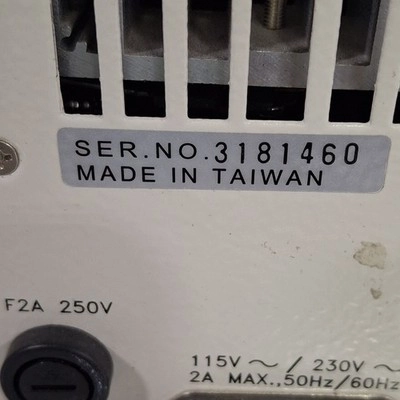 SER.NO.3181460
MADE IN TAIWAN
F2A 250V
115V ~ / 230V ~
2A MAX.,50Hz/60Hz